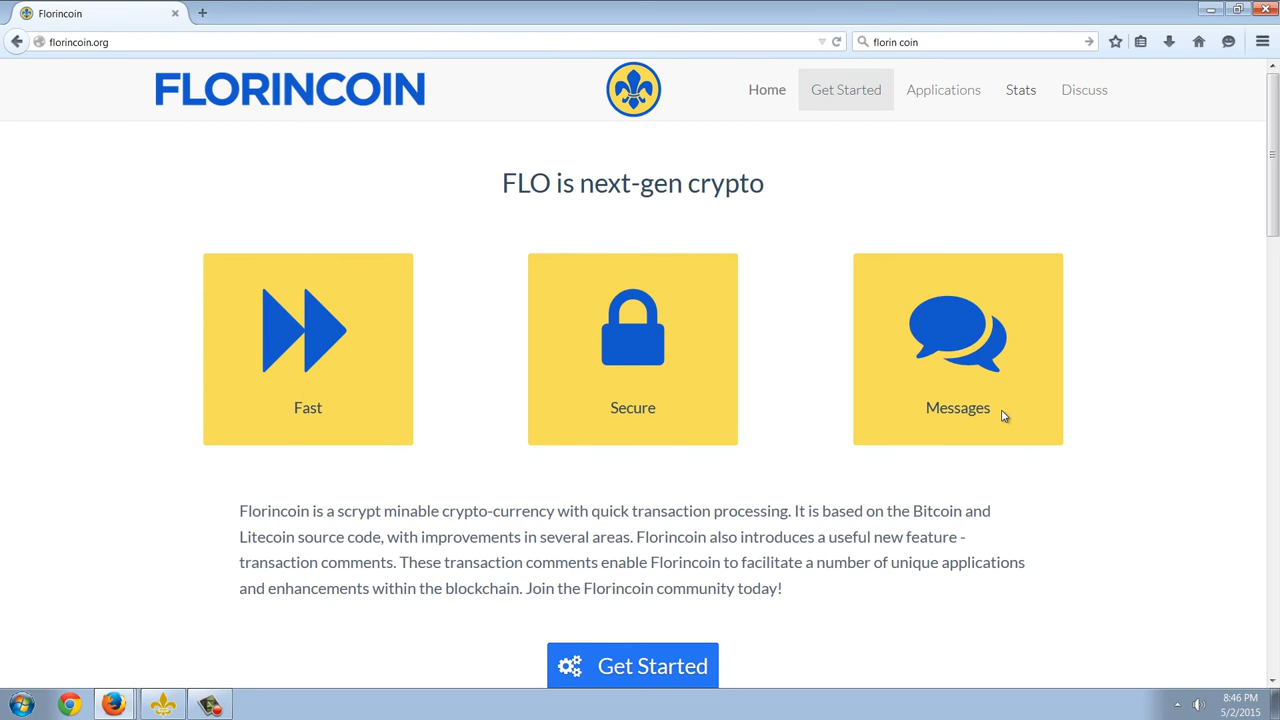 Florincoin
florincoin.org
florin coin
FLORINCOIN
Home
Get Started
Applications
Stats
Discuss
FLO is next-gen crypto
Fast
Secure
Messages
Florincoin is a scrypt minable crypto-currency with quick transaction processing. It is based on the Bitcoin and
Litecoin source code, with improvements in several areas. Florincoin also introduces a useful new feature -
transaction comments. These transaction comments enable Florincoin to facilitate a number of unique applications
and enhancements within the blockchain. Join the Florincoin community today!
Get Started
8:46 PM
5/2/2015